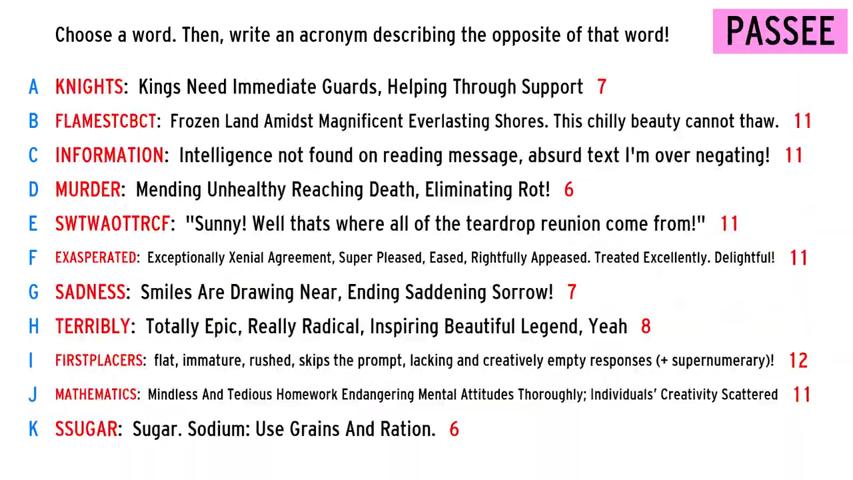 Choose a word. Then, write an acronym describing the opposite of that word!
PASSEE
A KNIGHTS: Kings Need Immediate Guards, Helping Through Support 7
B FLAMESTCBCT: Frozen Land Amidst Magnificent Everlasting Shores. This chilly beauty cannot thaw. 11
C INFORMATION: Intelligence not found on reading message, absurd text I'm over negating! 11
D MURDER: Mending Unhealthy Reaching Death, Eliminating Rot! 6
E SWTWAOTTRCF: "Sunny! Well thats where all of the teardrop reunion come from!" 11
F EXASPERATED: Exceptionally Xenial Agreement, Super Pleased, Eased, Rightfully Appeased. Treated Excellently. Delightful! 11
G SADNESS: Smiles Are Drawing Near, Ending Saddening Sorrow! 7
H TERRIBLY: Totally Epic, Really Radical, Inspiring Beautiful Legend, Yeah 8
I FIRSTPLACERS: flat, immature, rushed, skips the prompt, lacking and creatively empty responses (+ supernumerary)! 12
J MATHEMATICS: Mindless And Tedious Homework Endangering Mental Attitudes Thoroughly; Individuals' Creativity Scattered 11
K SSUGAR: Sugar. Sodium: Use Grains And Ration. 6